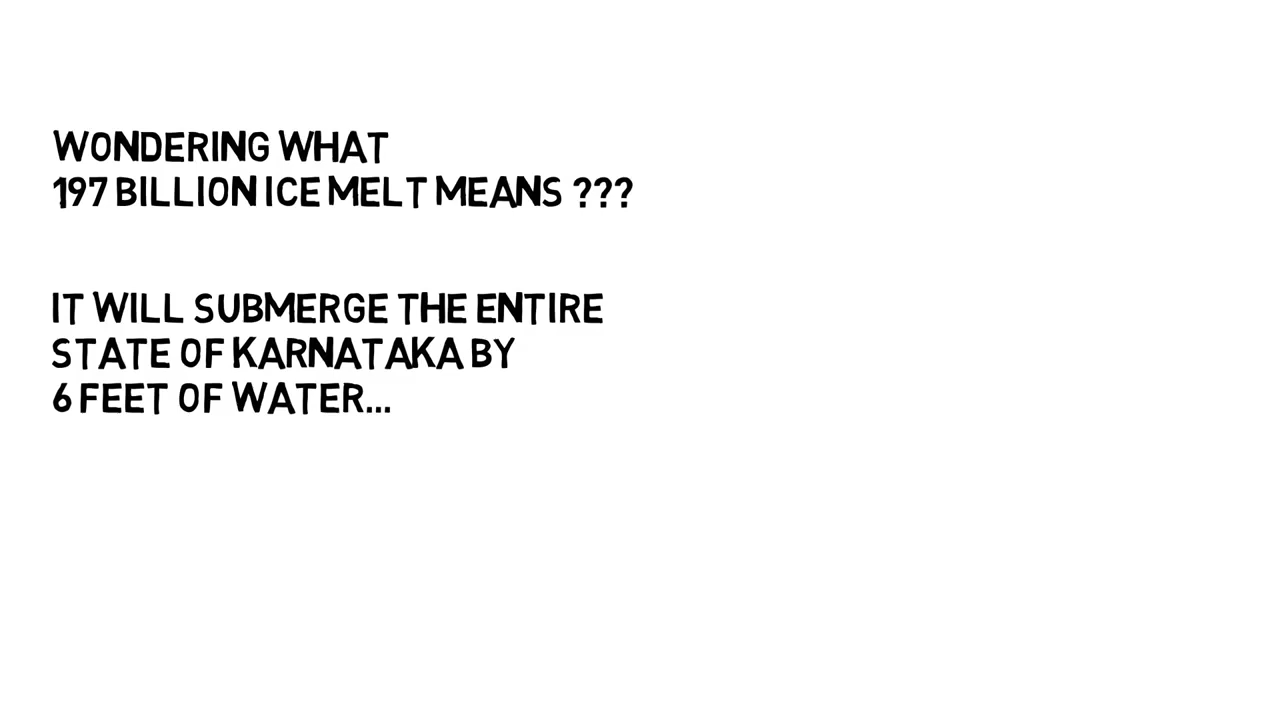 WONDERING WHAT
197 BILLION ICE MELT MEANS ???
IT WILL SUBMERGE THE ENTIRE
STATE OF KARNATAKA BY
6 FEET OF WATER...